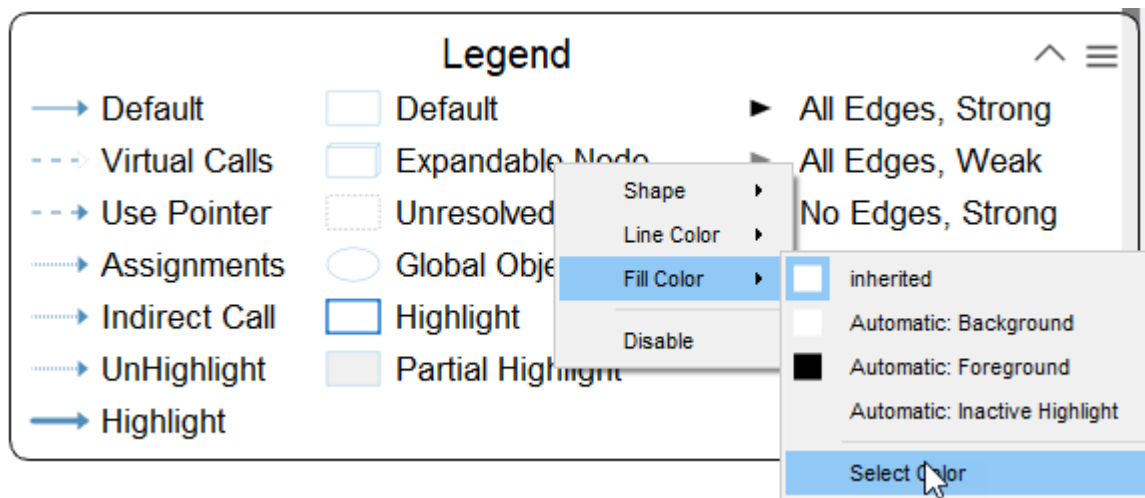 Legend
Default
Virtual Calls
Use Pointer
Assignments
Indirect Call
UnHighlight
Highlight
Default
Expandable Node
Unresolved
Global Obje
Highlight
Partial Highlight
All Edges, Strong
All Edges, Weak
No Edges, Strong
Shape
Line Color
Fill Color
Disable
inherited
Automatic: Background
Automatic: Foreground
Automatic: Inactive Highlight
Select Color